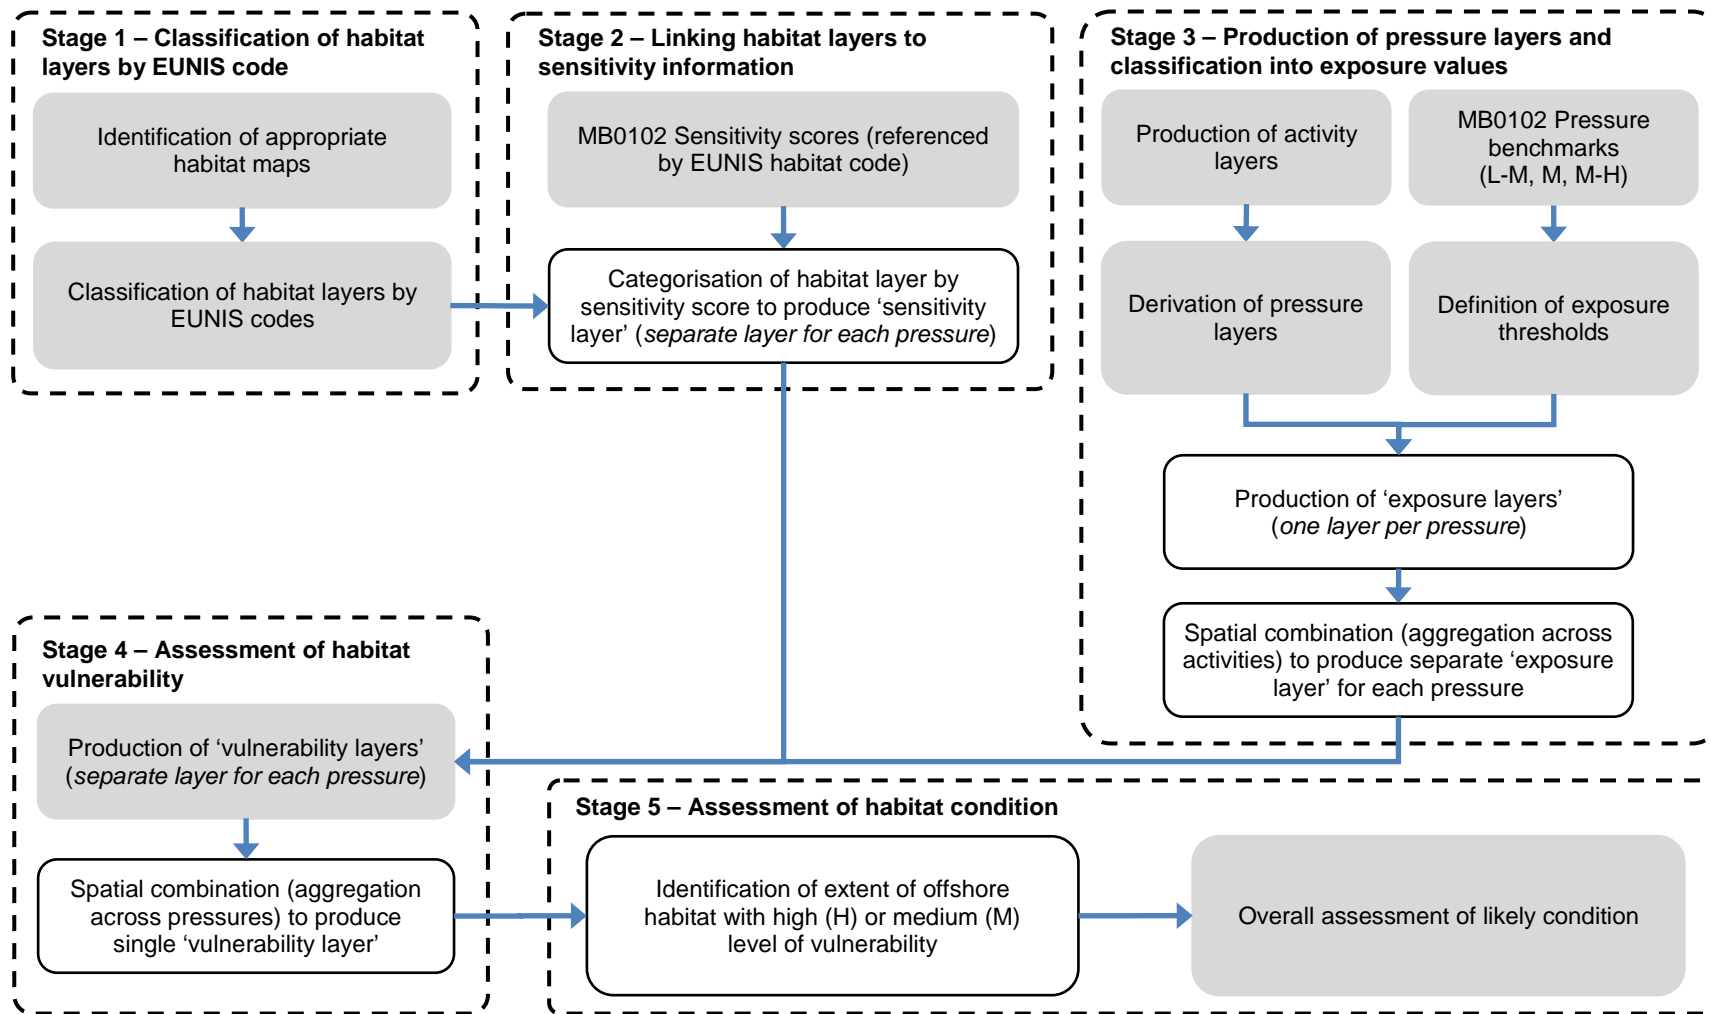 Stage 1 – Classification of habitat
layers by EUNIS code
Identification of appropriate
habitat maps
Classification of habitat layers by
EUNIS codes
Stage 2 – Linking habitat layers to
sensitivity information
MB0102 Sensitivity scores (referenced
by EUNIS habitat code)
Categorisation of habitat layer by
sensitivity score to produce ‘sensitivity
layer’ (separate layer for each pressure)
Stage 3 – Production of pressure layers and
classification into exposure values
Production of activity
layers
MB0102 Pressure
benchmarks
(L-M, M, M-H)
Derivation of pressure
layers
Definition of exposure
thresholds
Production of ‘exposure layers’
(one layer per pressure)
Spatial combination (aggregation across
activities) to produce separate ‘exposure
layer’ for each pressure
Stage 4 – Assessment of habitat
vulnerability
Production of ‘vulnerability layers’
(separate layer for each pressure)
Spatial combination (aggregation
across pressures) to produce
single ‘vulnerability layer’
Stage 5 – Assessment of habitat condition
Identification of extent of offshore
habitat with high (H) or medium (M)
level of vulnerability
Overall assessment of likely condition